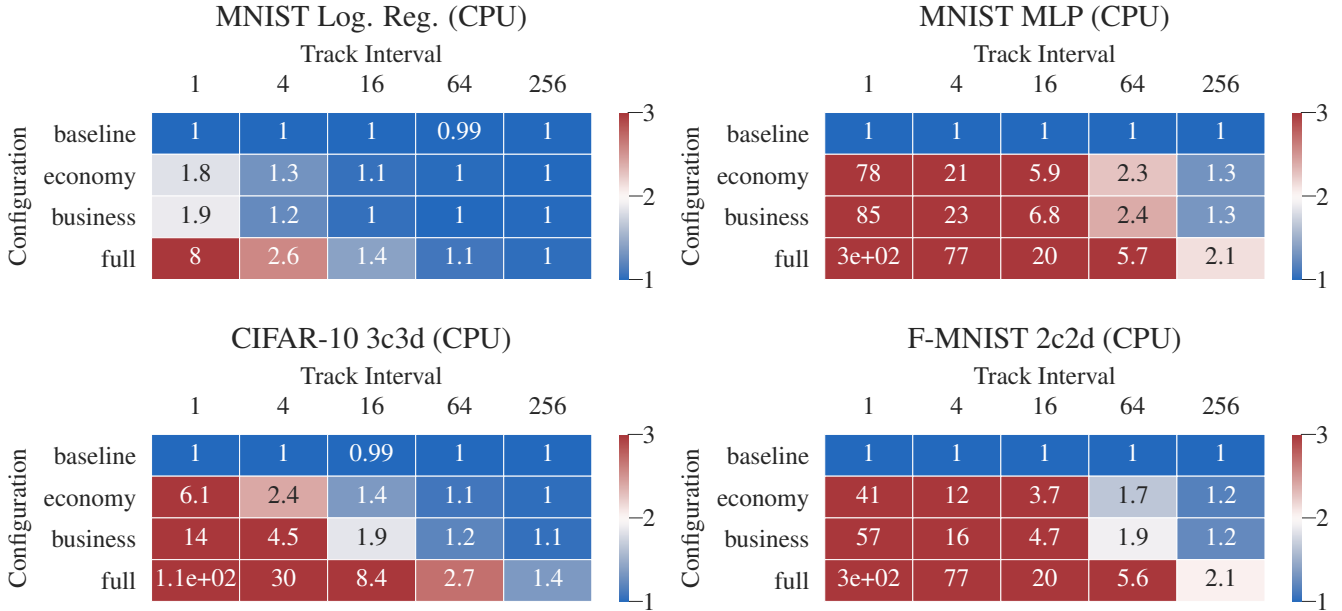 MNIST Log. Reg. (CPU)
Track Interval
1 4 16 64 256
Configuration
baseline 1 1 1 0.99 1
economy 1.8 1.3 1.1 1 1
business 1.9 1.2 1 1 1
full 8 2.6 1.4 1.1 1
3
2
1
MNIST MLP (CPU)
Track Interval
1 4 16 64 256
Configuration
baseline 1 1 1 1 1
economy 78 21 5.9 2.3 1.3
business 85 23 6.8 2.4 1.3
full 3e+02 77 20 5.7 2.1
3
2
1
CIFAR-10 3c3d (CPU)
Track Interval
1 4 16 64 256
Configuration
baseline 1 1 0.99 1 1
economy 6.1 2.4 1.4 1.1 1
business 14 4.5 1.9 1.2 1.1
full 1.1e+02 30 8.4 2.7 1.4
3
2
1
F-MNIST 2c2d (CPU)
Track Interval
1 4 16 64 256
Configuration
baseline 1 1 1 1 1
economy 41 12 3.7 1.7 1.2
business 57 16 4.7 1.9 1.2
full 3e+02 77 20 5.6 2.1
3
2
1